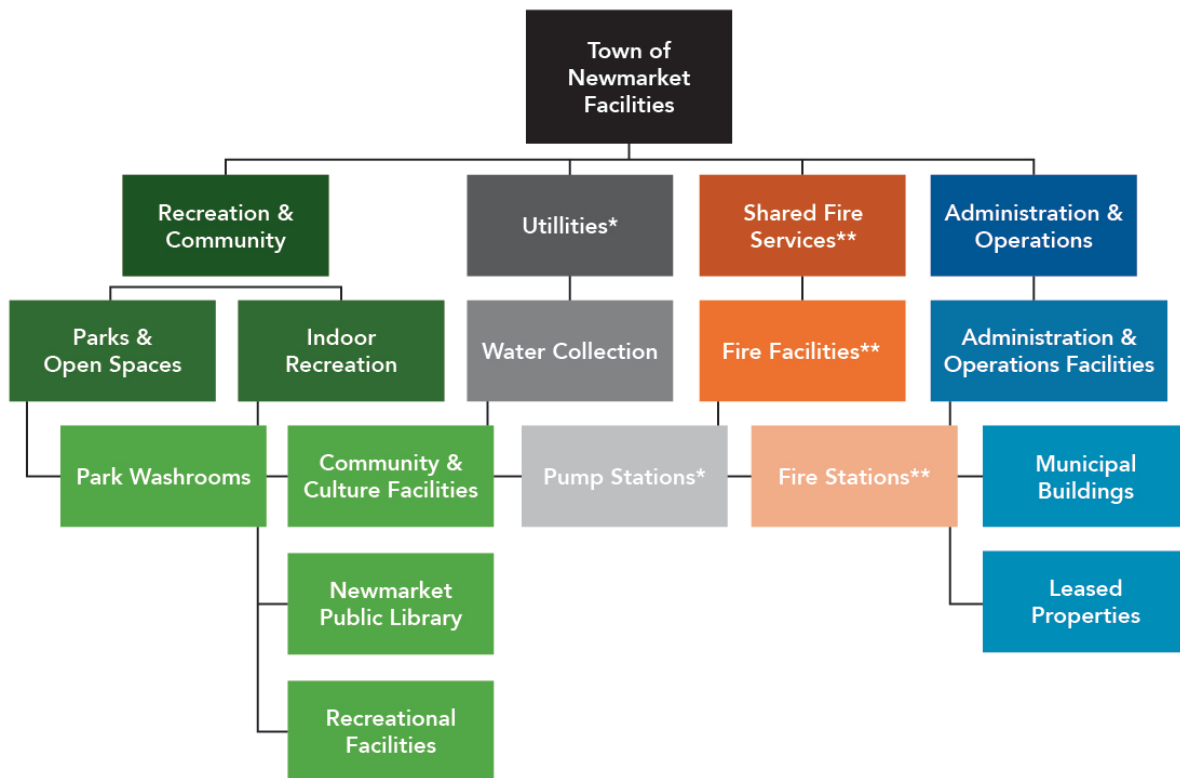 Town of
Newmarket
Facilities
Recreation &
Community
Utillities*
Shared Fire
Services**
Administration &
Operations
Parks &
Open Spaces
Indoor
Recreation
Water Collection
Fire Facilities**
Administration &
Operations Facilities
Park Washrooms
Community &
Culture Facilities
Pump Stations*
Fire Stations**
Municipal
Buildings
Newmarket
Public Library
Leased
Properties
Recreational
Facilities